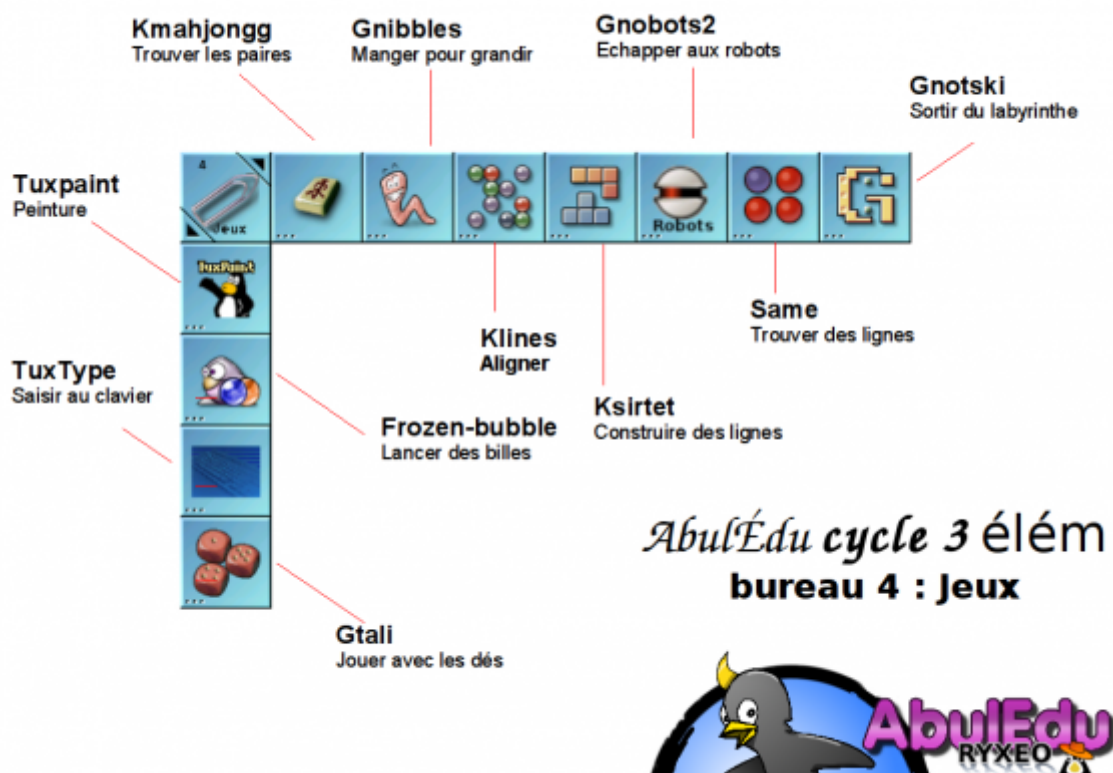 Kmahjongg
Trouver les paires
Gnibbles
Manger pour grandir
Gnobots2
Echapper aux robots
Gnotski
Sortir du labyrinthe
Tuxpaint
Peinture
4
Jeux
Robots
TuxPaint
Same
Trouver des lignes
Klines
Aligner
TuxType
Saisir au clavier
Ksirtet
Construire des lignes
Frozen-bubble
Lancer des billes
AbulÉdu cycle 3 élém
bureau 4 : Jeux
Gtali
Jouer avec les dés
AbulEdu
RYXEO